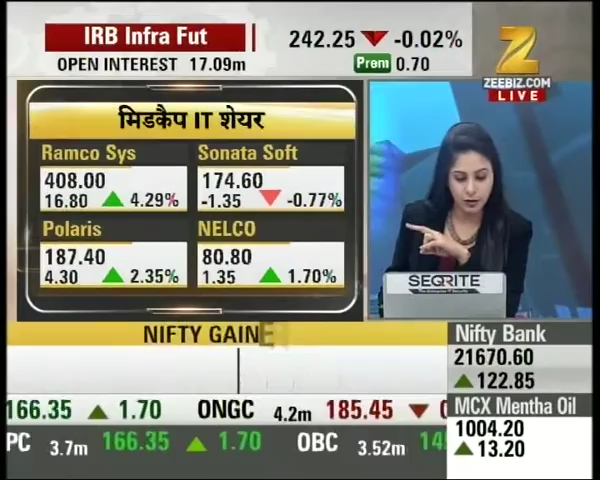 IRB Infra Fut
OPEN INTEREST 17.09m
242.25 -0.02%
Prem 0.70
Z
ZEEBIZ.COM
LIVE
मिडकैप IT शेयर
Ramco Sys
408.00
16.80 4.29%
Sonata Soft
174.60
-1.35 -0.77%
Polaris
187.40
4.30 2.35%
NELCO
80.80
1.35 1.70%
SEQRITE
NIFTY GAINE
Nifty Bank
21670.60
122.85
MCX Mentha Oil
1004.20
13.20
166.35 1.70 ONGC 4.2m 185.45
PC 3.7m 166.35 1.70 OBC 3.52m 14